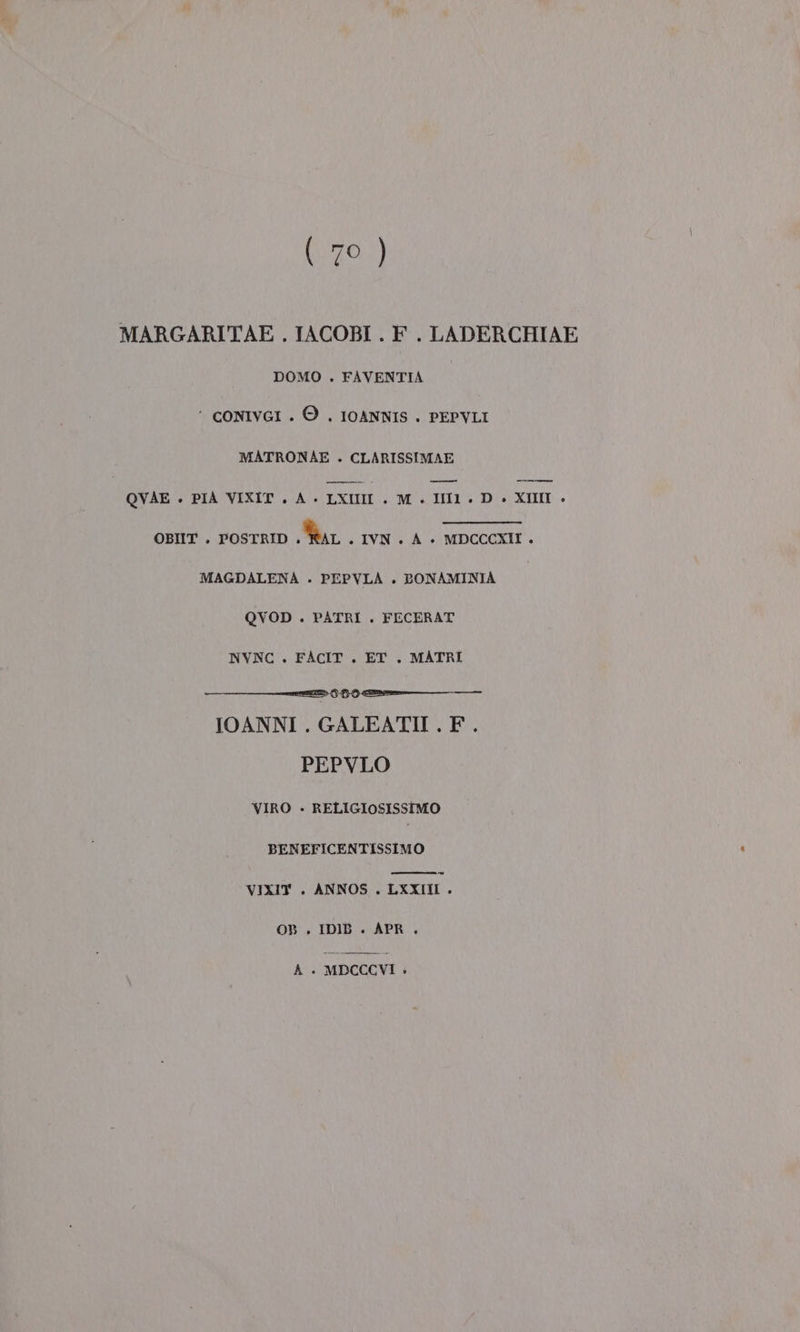 ( 70 )
MARGARITAE . IACOBI . F . LADERCHIAE
DOMO . FAVENTIA
CONIVGI . Ꙩ . IOANNIS . PEPVLI
MATRONAE . CLARISSIMAE
QVAE . PIA VIXIT . A . LXIIII . M . IIII . D . XIIII .
OBIIT . POSTRID . KAL . IVN . A . MDCCCXII .
MAGDALENA . PEPVLA . BONAMINIA
QVOD . PATRI . FECERAT
NVNC . FACIT . ET . MATRI
IOANNI . GALEATII . F .
PEPVLO
VIRO . RELIGIOSISSIMO
BENEFICENTISSIMO
VIXIT . ANNOS . LXXIII .
OB . IDIB . APR .
A . MDCCCVI .